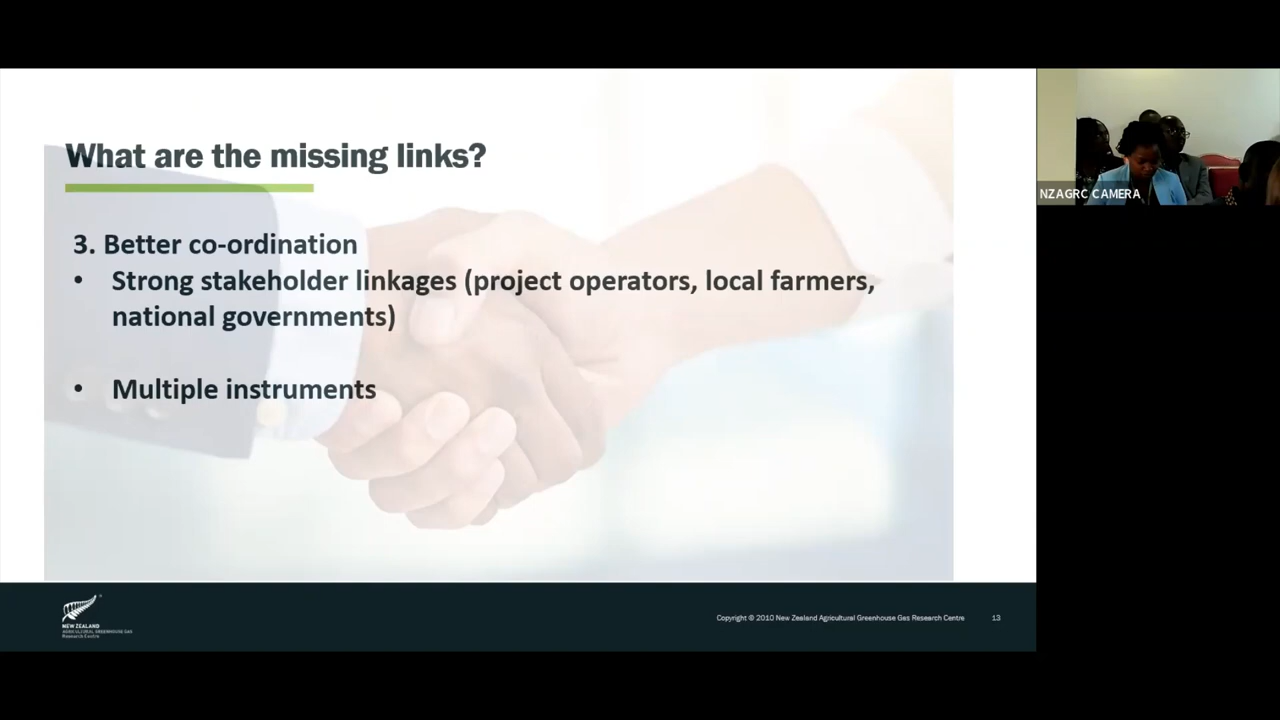 What are the missing links?
3. Better co-ordination
• Strong stakeholder linkages (project operators, local farmers,
national governments)
• Multiple instruments
NZAGRC CAMERA
NEW ZEALAND
AGRICULTURAL GREENHOUSE GAS
Research Centre
Copyright © 2010 New Zealand Agricultural Greenhouse Gas Research Centre
13